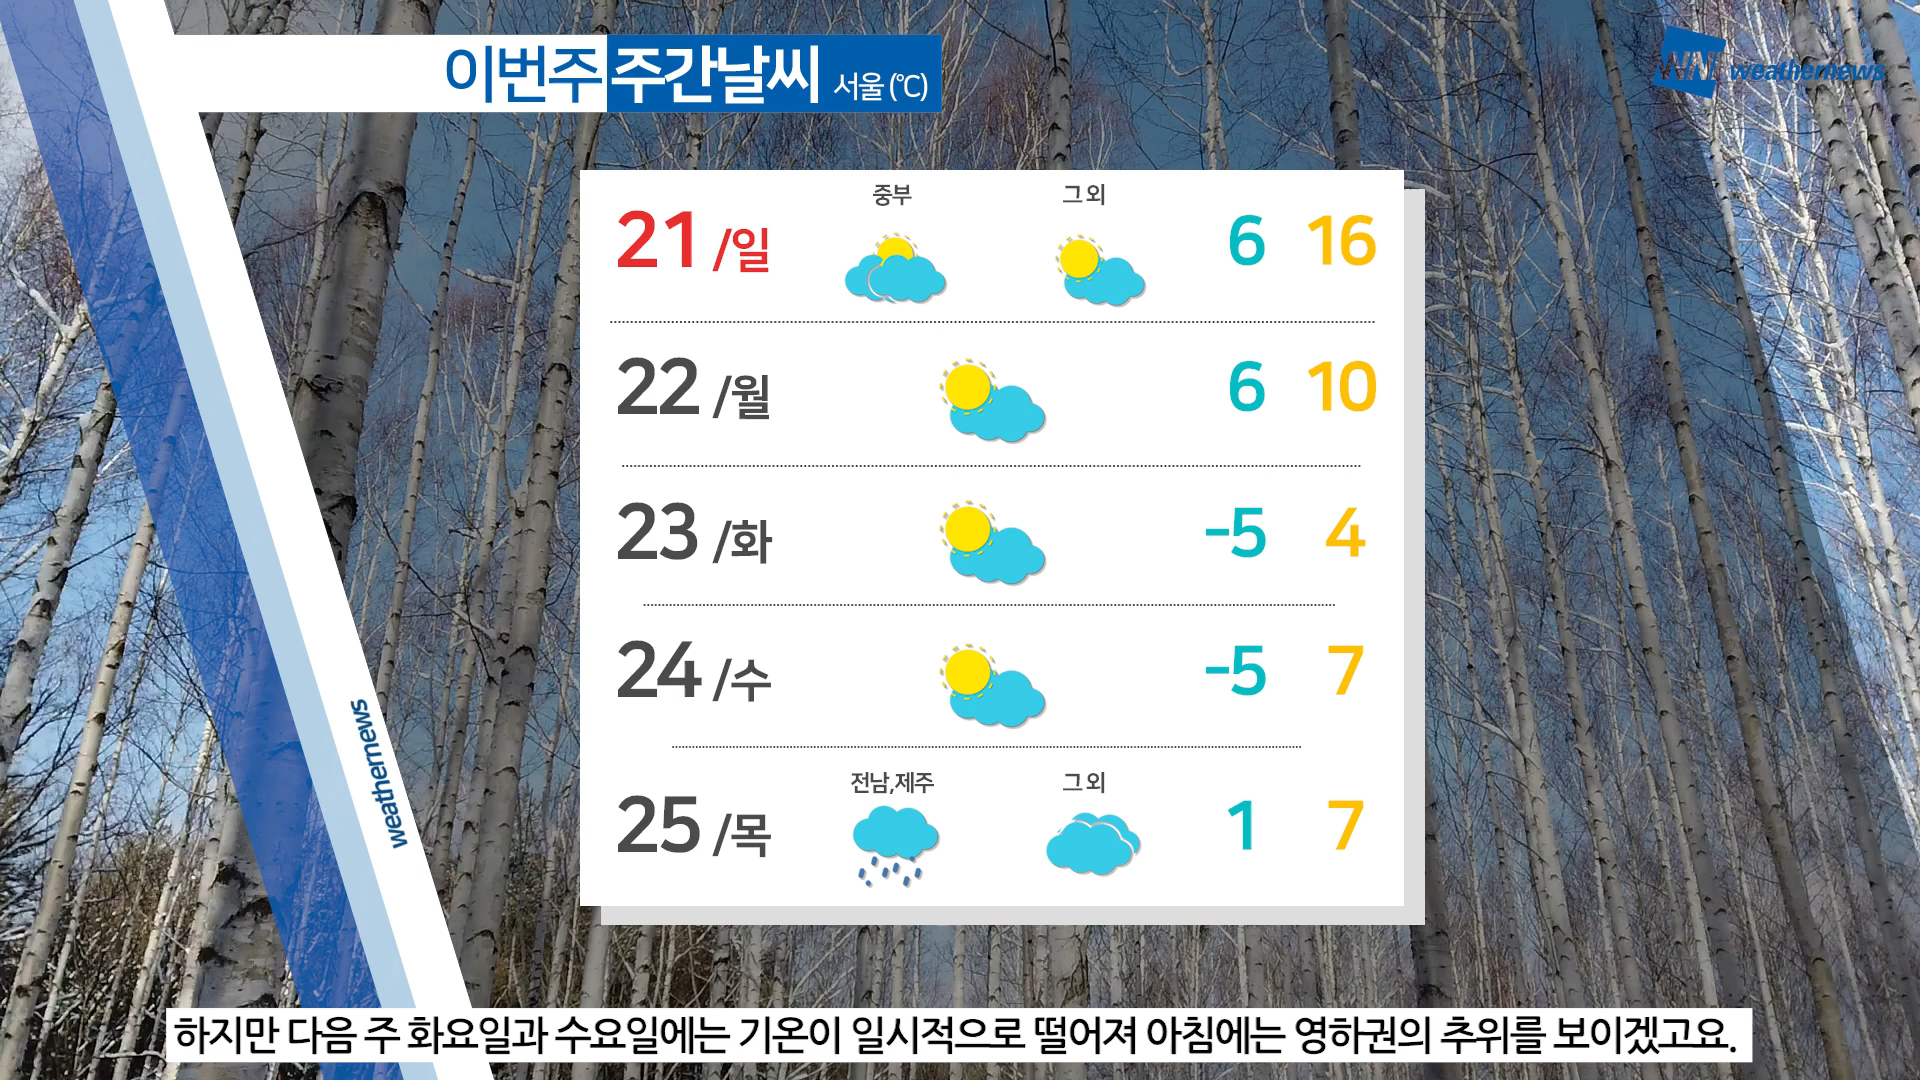 이번주 주간날씨 서울 (℃)
weathernews
중부 그 외
21 /일 6 16
22 /월 6 10
23 /화 -5 4
24 /수 -5 7
전남,제주 그 외
25 /목 1 7
weathernews
하지만 다음 주 화요일과 수요일에는 기온이 일시적으로 떨어져 아침에는 영하권의 추위를 보이겠고요.